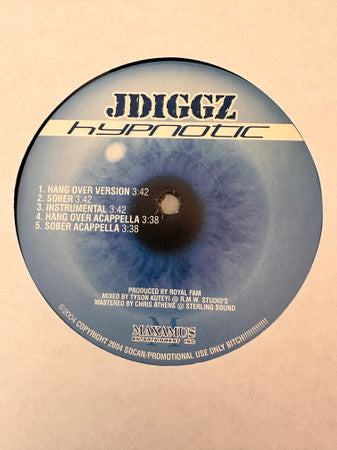 JDIGGZ
hypnotic
1. HANG OVER VERSION 3:42
2. SOBER 3:42
3. INSTRUMENTAL 3:42
4. HANG OVER ACAPPELLA 3:38
5. SOBER ACAPPELLA 3:38
PRODUCED BY ROYAL FAM
MIXED BY TYSON KUTEYI @ R.M.W. STUDIO'S
MASTERED BY CHRIS ATHENS @ STERLING SOUND
MAXAMUS
ENTERTAINMENT INC
©2004 COPYRIGHT 2004 SOCAN/PROMOTIONAL USE ONLY BITCH!!!!!!!!!!!